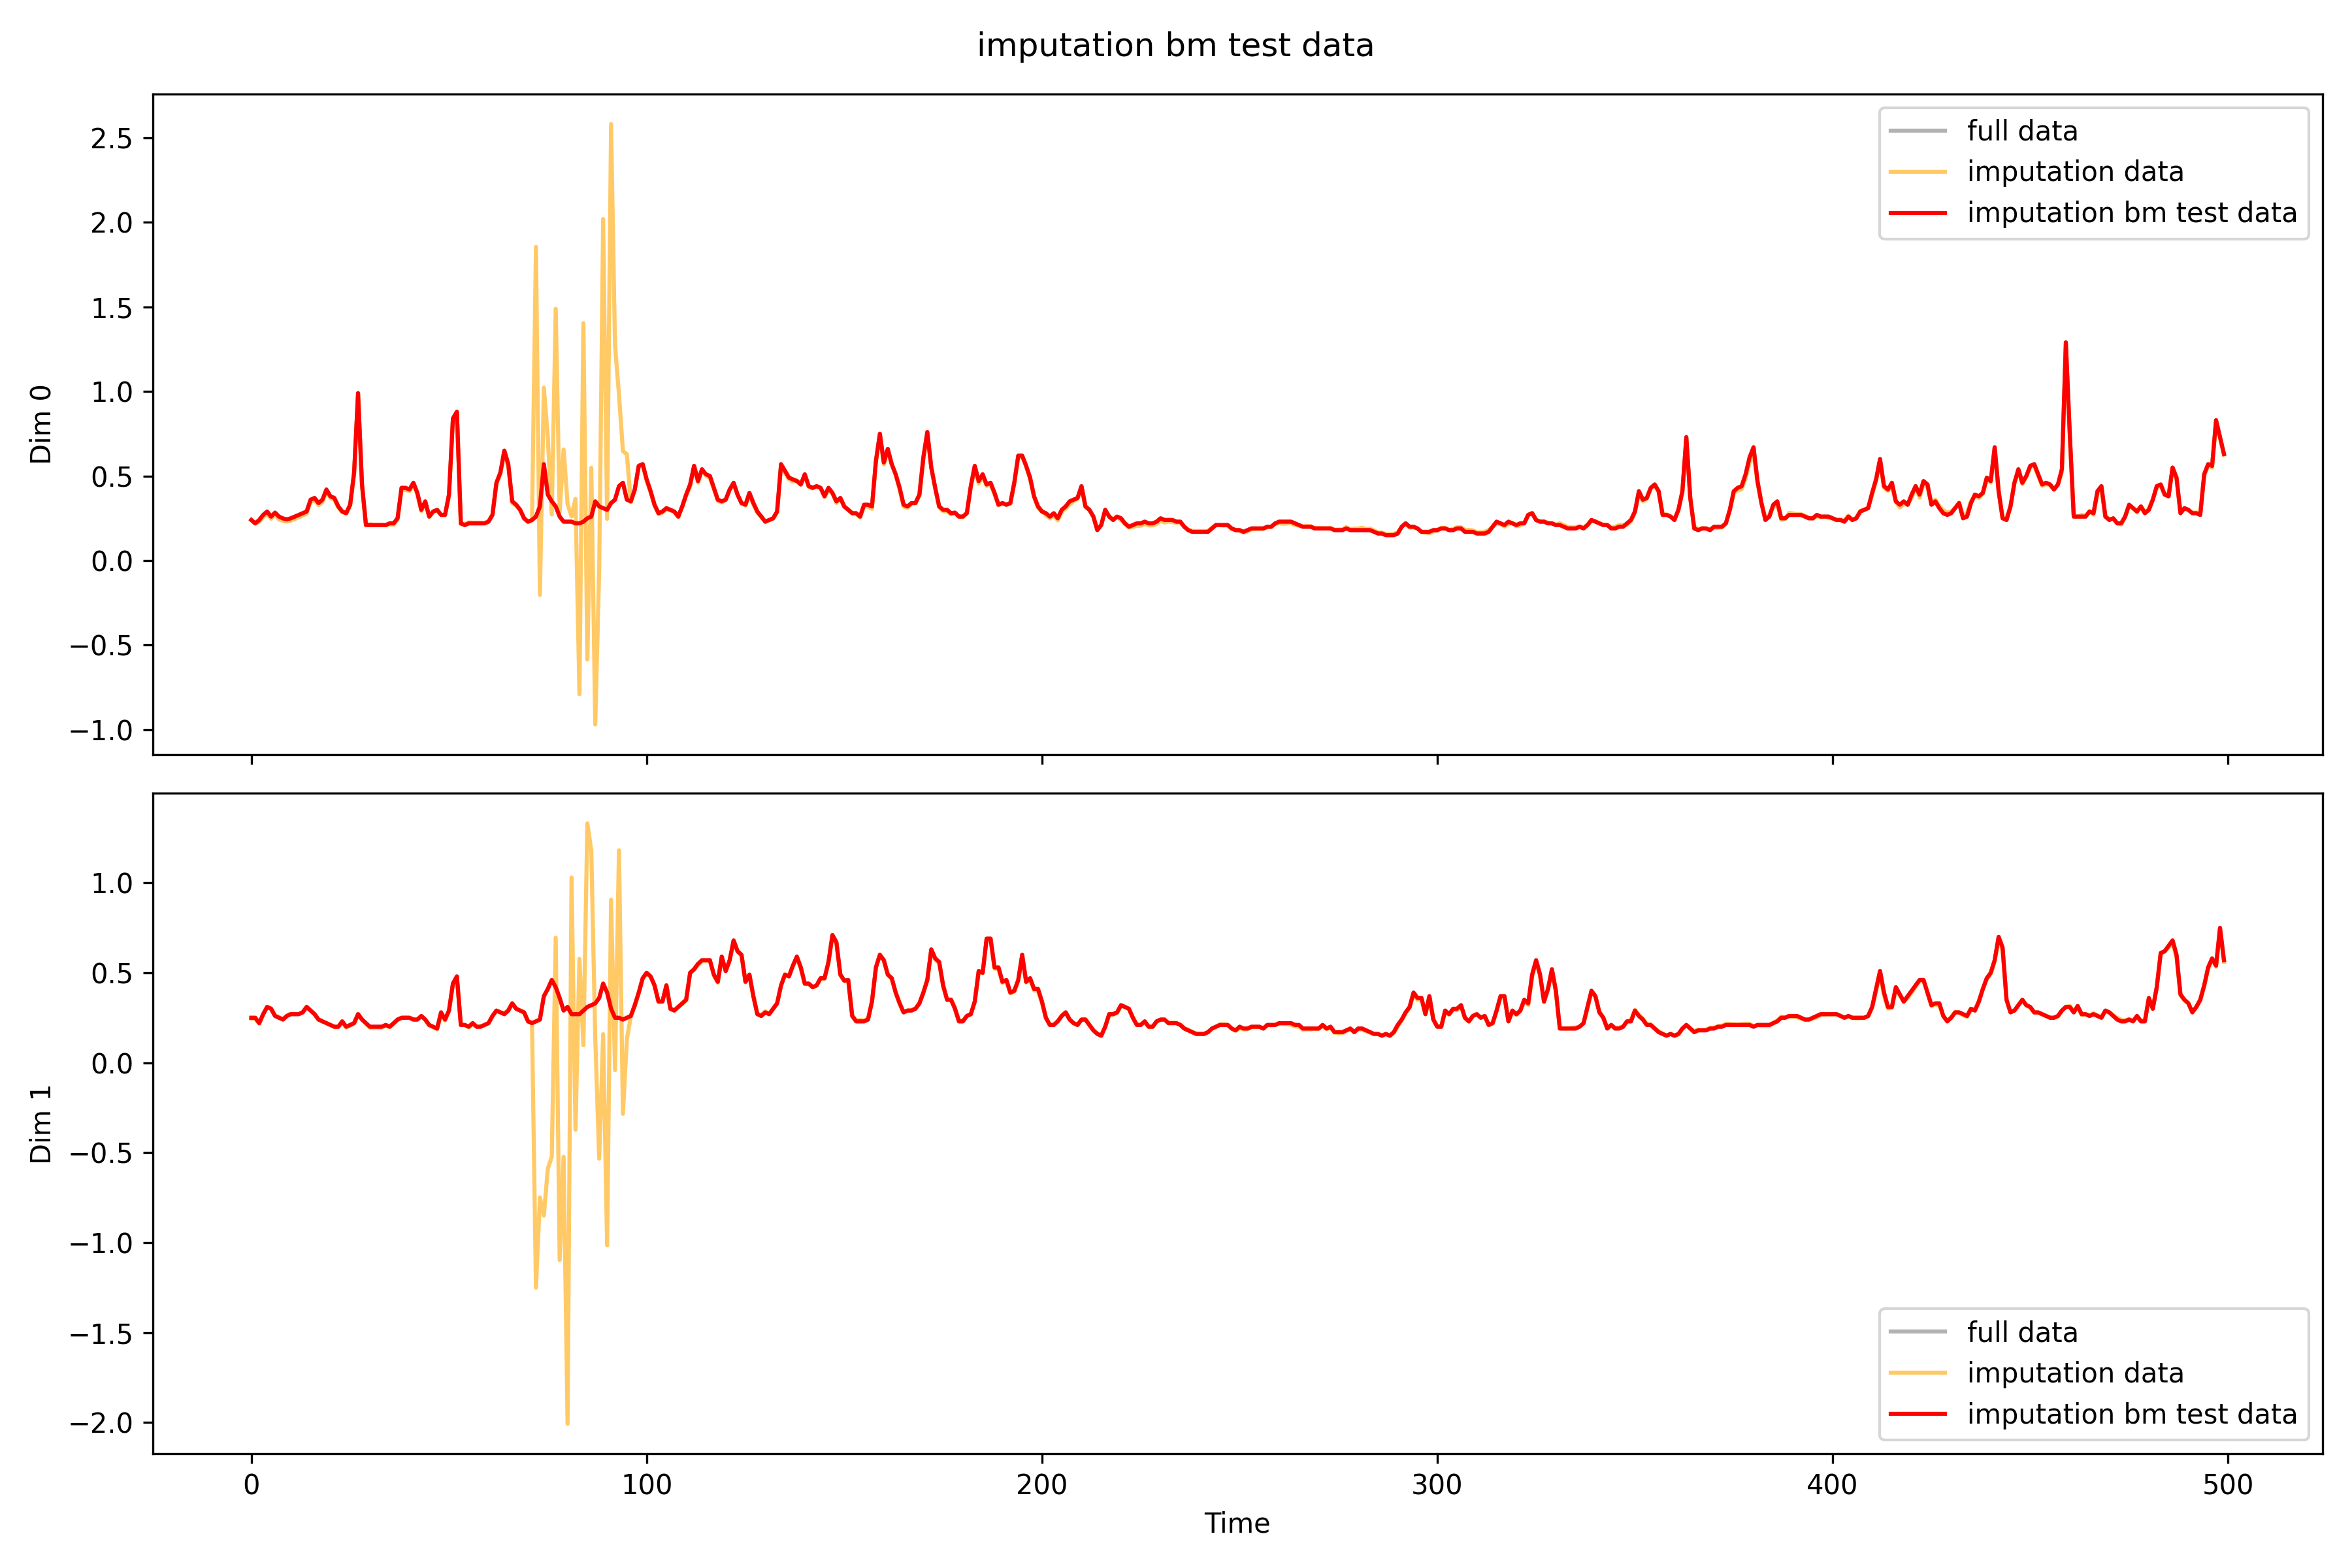 imputation bm test data
2.5
2.0
1.5
1.0
0.5
0.0
−0.5
−1.0
Dim 0
full data
imputation data
imputation bm test data
1.0
0.5
0.0
−0.5
−1.0
−1.5
−2.0
Dim 1
full data
imputation data
imputation bm test data
0 100 200 300 400 500
Time